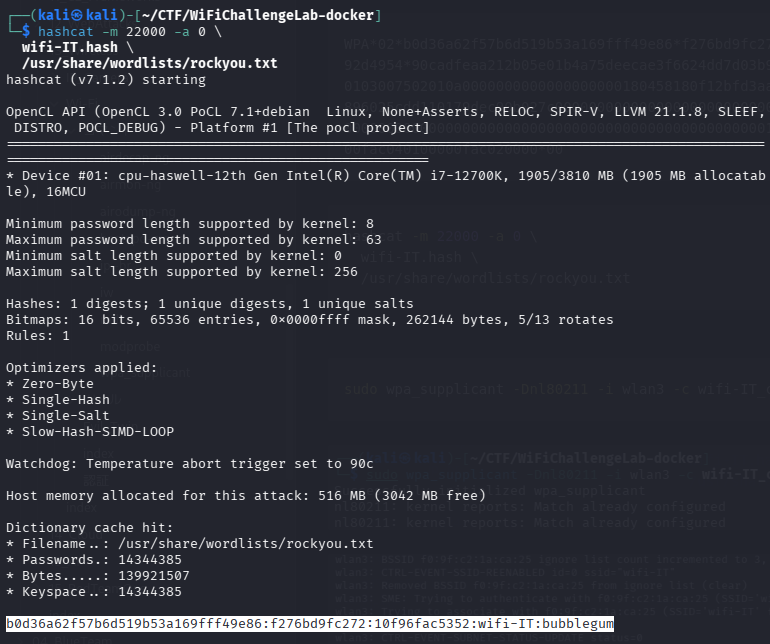 ┌──(kali㉿kali)-[~/CTF/WiFiChallengeLab-docker]
└─$ hashcat -m 22000 -a 0 \
wifi-IT.hash \
/usr/share/wordlists/rockyou.txt
hashcat (v7.1.2) starting
OpenCL API (OpenCL 3.0 PoCL 7.1+debian  Linux, None+Asserts, RELOC, SPIR-V, LLVM 21.1.8, SLEEF,
DISTRO, POCL_DEBUG) - Platform #1 [The pocl project]
* Device #01: cpu-haswell-12th Gen Intel(R) Core(TM) i7-12700K, 1905/3810 MB (1905 MB allocatab
le), 16MCU
Minimum password length supported by kernel: 8
Maximum password length supported by kernel: 63
Minimum salt length supported by kernel: 0
Maximum salt length supported by kernel: 256
Hashes: 1 digests; 1 unique digests, 1 unique salts
Bitmaps: 16 bits, 65536 entries, 0x0000ffff mask, 262144 bytes, 5/13 rotates
Rules: 1
Optimizers applied:
* Zero-Byte
* Single-Hash
* Single-Salt
* Slow-Hash-SIMD-LOOP
Watchdog: Temperature abort trigger set to 90c
Host memory allocated for this attack: 516 MB (3042 MB free)
Dictionary cache hit:
* Filename..: /usr/share/wordlists/rockyou.txt
* Passwords.: 14344385
* Bytes.....: 139921507
* Keyspace..: 14344385
b0d36a62f57b6d519b53a169fff49e86:f276bd9fc272:10f96fac5352:wifi-IT:bubblegum